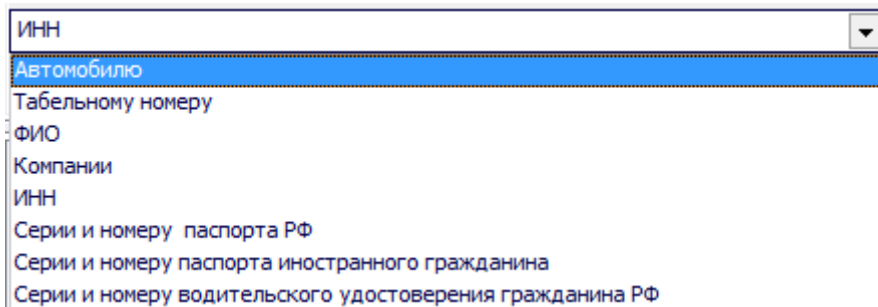 ИНН
Автомобилю
Табельному номеру
ФИО
Компании
ИНН
Серии и номеру  паспорта РФ
Серии и номеру паспорта иностранного гражданина
Серии и номеру водительского удостоверения гражданина РФ